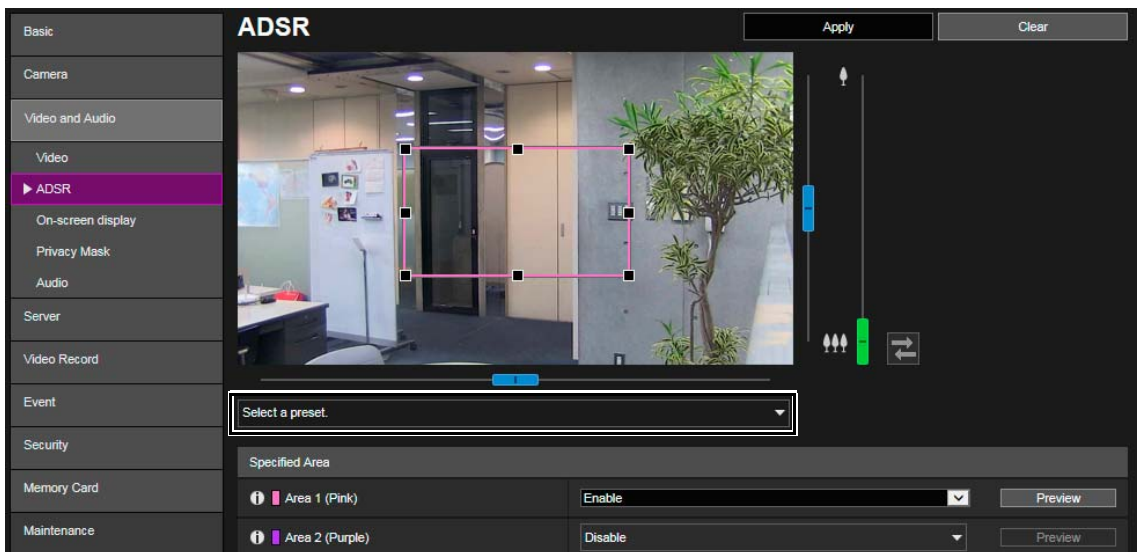 Basic
Camera
Video and Audio
Video
ADSR
On-screen display
Privacy Mask
Audio
Server
Video Record
Event
Security
Memory Card
Maintenance
ADSR
Apply
Clear
Select a preset.
Specified Area
Area 1 (Pink)
Enable
Preview
Area 2 (Purple)
Disable
Preview